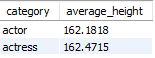 category average_height
actor 162.1818
actress 162.4715